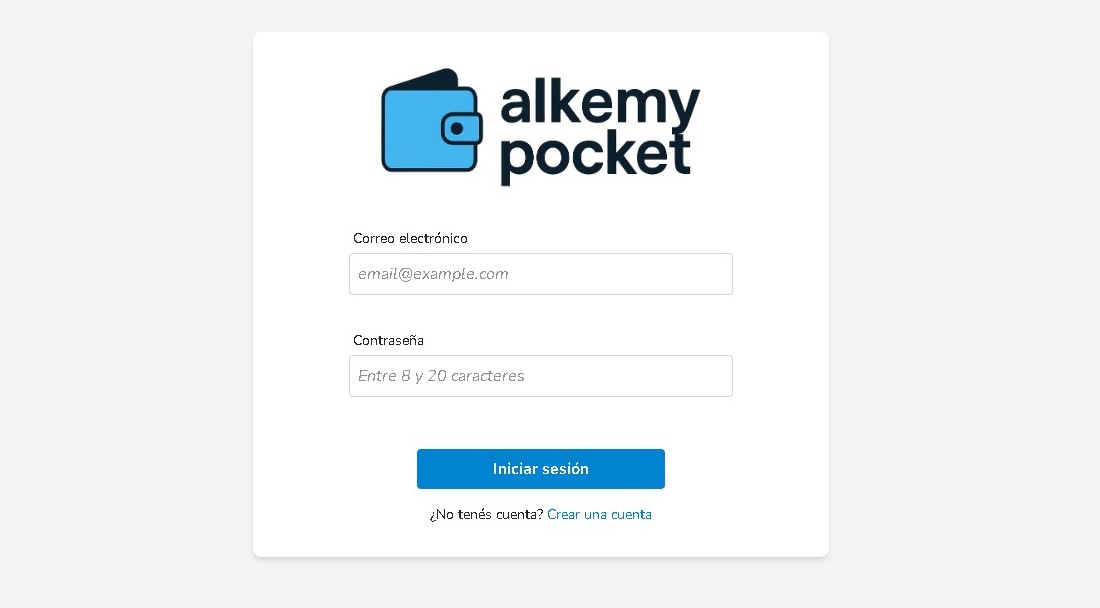 alkemy
pocket
Correo electrónico
email@example.com
Contraseña
Entre 8 y 20 caracteres
Iniciar sesión
¿No tenés cuenta? Crear una cuenta